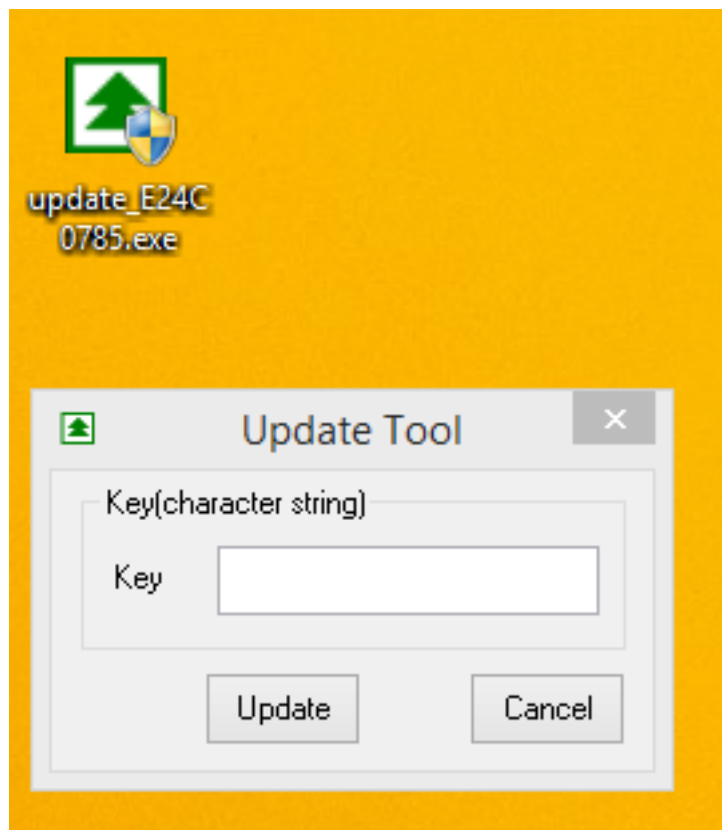 update_E24C
0785.exe
Update Tool
×
Key(character string)
Key
Update
Cancel